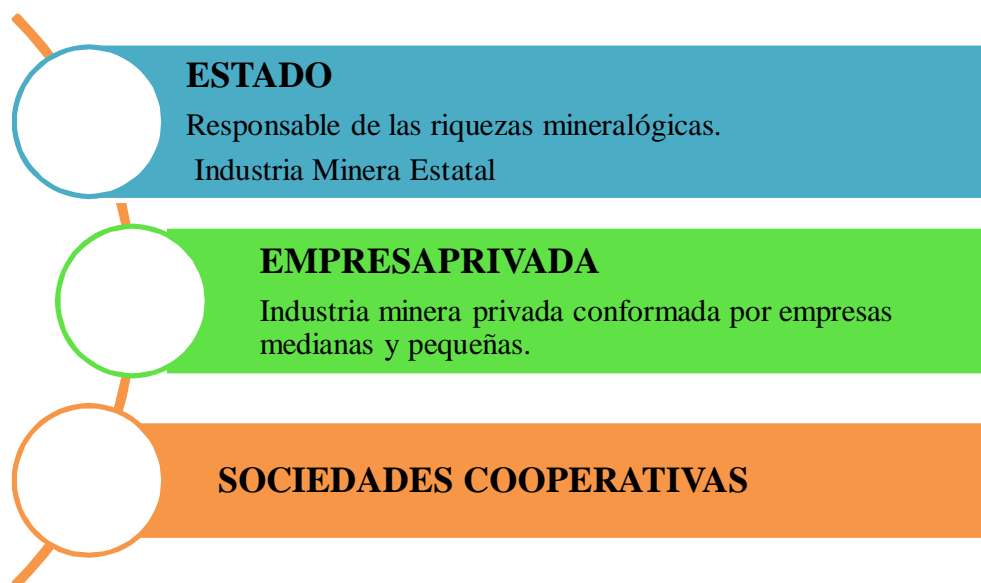 ESTADO
Responsable de las riquezas mineralógicas.
Industria Minera Estatal
EMPRESAPRIVADA
Industria minera privada conformada por empresas
medianas y pequeñas.
SOCIEDADES COOPERATIVAS